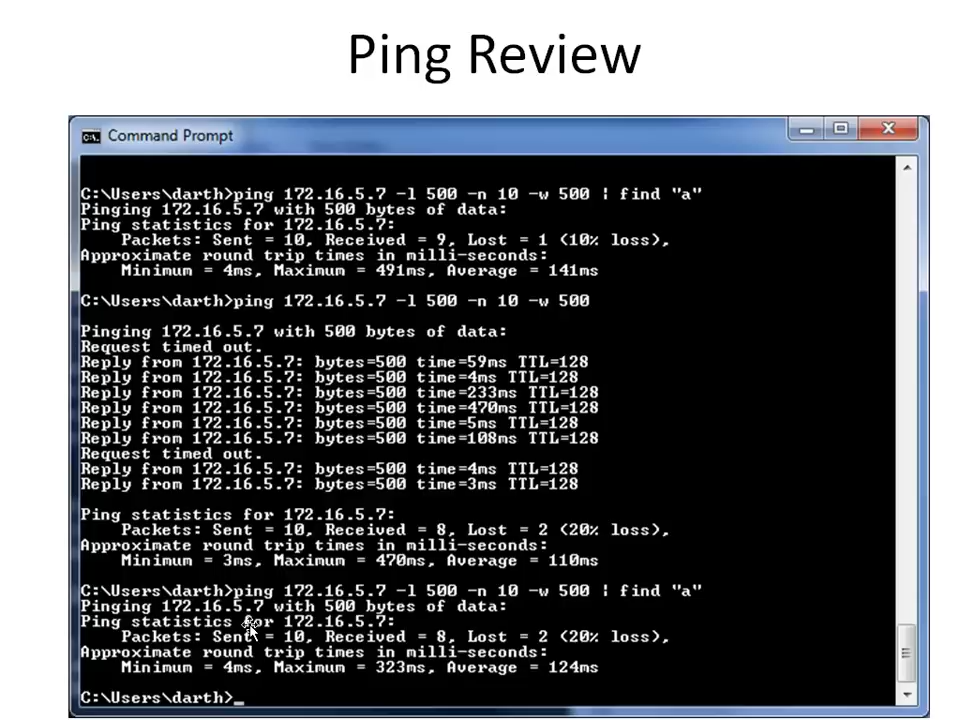 Ping Review
Command Prompt
C:\Users\darth>ping 172.16.5.7 -l 500 -n 10 -w 500 | find "a"
Pinging 172.16.5.7 with 500 bytes of data:
Ping statistics for 172.16.5.7:
Packets: Sent = 10, Received = 9, Lost = 1 (10% loss),
Approximate round trip times in milli-seconds:
Minimum = 4ms, Maximum = 491ms, Average = 141ms
C:\Users\darth>ping 172.16.5.7 -l 500 -n 10 -w 500
Pinging 172.16.5.7 with 500 bytes of data:
Request timed out.
Reply from 172.16.5.7: bytes=500 time=59ms TTL=128
Reply from 172.16.5.7: bytes=500 time=4ms TTL=128
Reply from 172.16.5.7: bytes=500 time=233ms TTL=128
Reply from 172.16.5.7: bytes=500 time=470ms TTL=128
Reply from 172.16.5.7: bytes=500 time=5ms TTL=128
Reply from 172.16.5.7: bytes=500 time=108ms TTL=128
Request timed out.
Reply from 172.16.5.7: bytes=500 time=4ms TTL=128
Reply from 172.16.5.7: bytes=500 time=3ms TTL=128
Ping statistics for 172.16.5.7:
Packets: Sent = 10, Received = 8, Lost = 2 (20% loss),
Approximate round trip times in milli-seconds:
Minimum = 3ms, Maximum = 470ms, Average = 110ms
C:\Users\darth>ping 172.16.5.7 -l 500 -n 10 -w 500 | find "a"
Pinging 172.16.5.7 with 500 bytes of data:
Ping statistics for 172.16.5.7:
Packets: Sent = 10, Received = 8, Lost = 2 (20% loss),
Approximate round trip times in milli-seconds:
Minimum = 4ms, Maximum = 323ms, Average = 124ms
C:\Users\darth>_